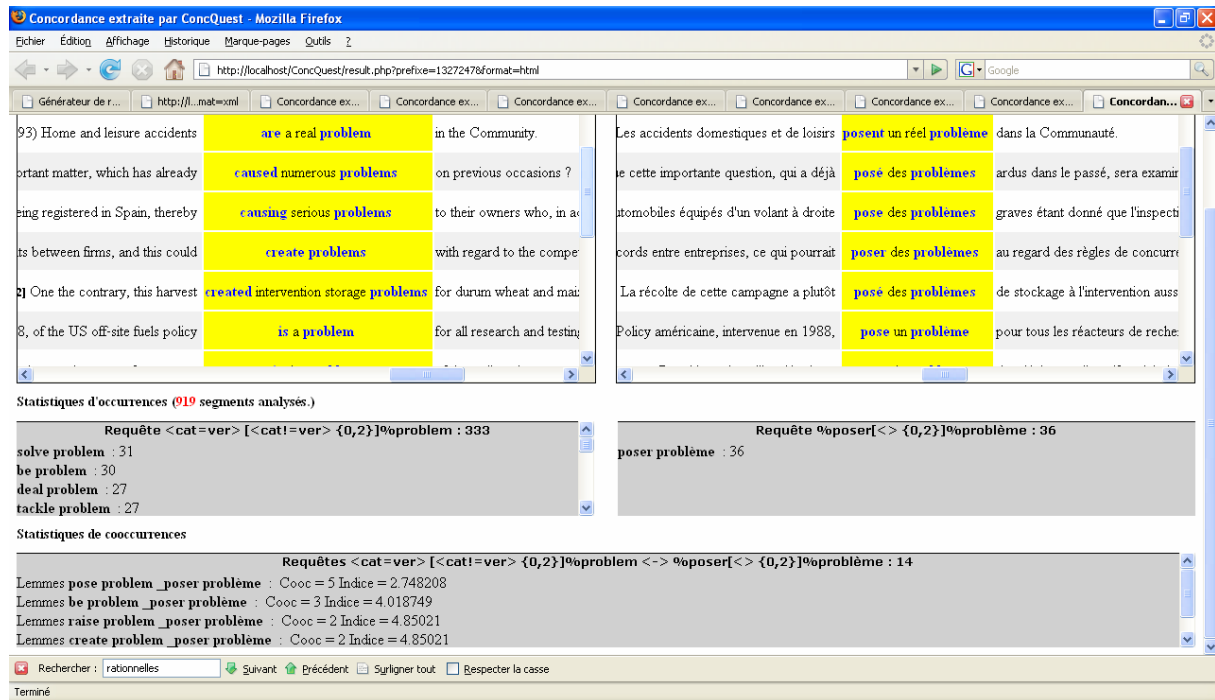 Concordance extraite par ConcQuest - Mozilla Firefox
Fichier Édition Affichage Historique Marque-pages Outils ?
http://localhost/ConcQuest/result.php?prefixe=1327247&format=html
Google
Générateur de r... http://l...mat=xml Concordance ex... Concordance ex... Concordance ex... Concordance ex... Concordance ex... Concordance ex... Concordance ex... Concordan...
93) Home and leisure accidents are a real problem in the Community.
Les accidents domestiques et de loisirs posent un réel problème dans la Communauté.
ortant matter, which has already caused numerous problems on previous occasions ?
ue cette importante question, qui a déjà posé des problèmes ardus dans le passé, sera examin
eing registered in Spain, thereby causing serious problems to their owners who, in ac
utomobiles équipés d'un volant à droite pose des problèmes graves étant donné que l'inspecti
ts between firms, and this could create problems with regard to the compe
cords entre entreprises, ce qui pourrait poser des problèmes au regard des règles de concurre
2] One the contrary, this harvest created intervention storage problems for durum wheat and mai
La récolte de cette campagne a plutôt posé des problèmes de stockage à l'intervention auss
8, of the US off-site fuels policy is a problem for all research and testing
Policy américaine, intervenue en 1988, pose un problème pour tous les réacteurs de reche
Statistiques d'occurrences (919 segments analysés.)
Requête <cat=ver> [<cat!=ver> {0,2}]%problem : 333
solve problem : 31
be problem : 30
deal problem : 27
tackle problem : 27
Requête %poser[<> {0,2}]%problème : 36
poser problème : 36
Statistiques de cooccurrences
Requêtes <cat=ver> [<cat!=ver> {0,2}]%problem <-> %poser[<> {0,2}]%problème : 14
Lemmes pose problem _poser problème : Cooc = 5 Indice = 2.748208
Lemmes be problem _poser problème : Cooc = 3 Indice = 4.018749
Lemmes raise problem _poser problème : Cooc = 2 Indice = 4.85021
Lemmes create problem _poser problème : Cooc = 2 Indice = 4.85021
Rechercher : rationnelles Suivant Précédent Surligner tout Respecter la casse
Terminé